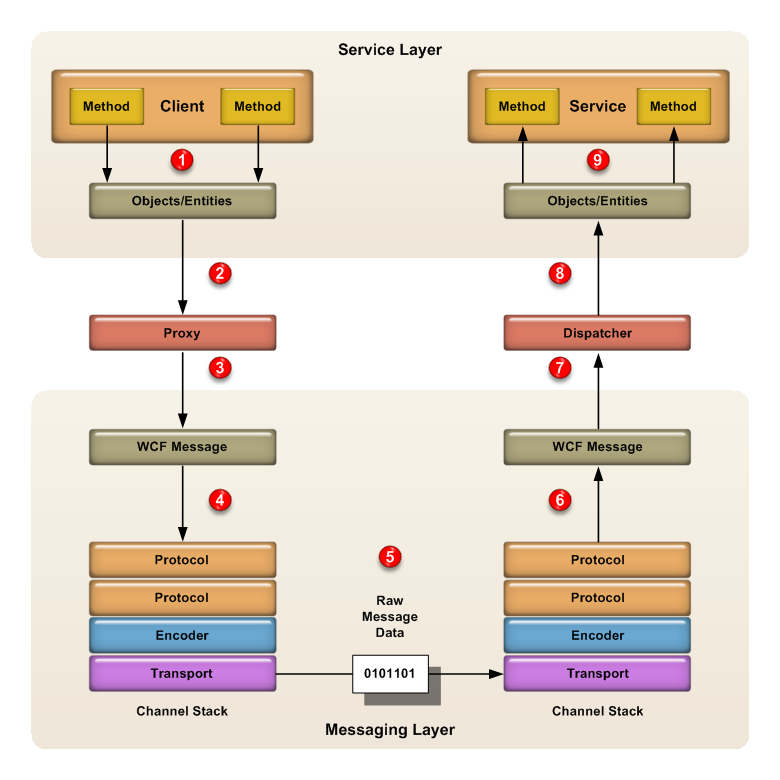 Service Layer
Method Client Method
Method Service Method
1
9
Objects/Entities
Objects/Entities
2
8
Proxy
Dispatcher
3
7
WCF Message
WCF Message
4
6
Protocol
Protocol
5
Protocol
Protocol
Raw
Message
Data
Encoder
Encoder
Transport
0101101
Transport
Channel Stack
Channel Stack
Messaging Layer